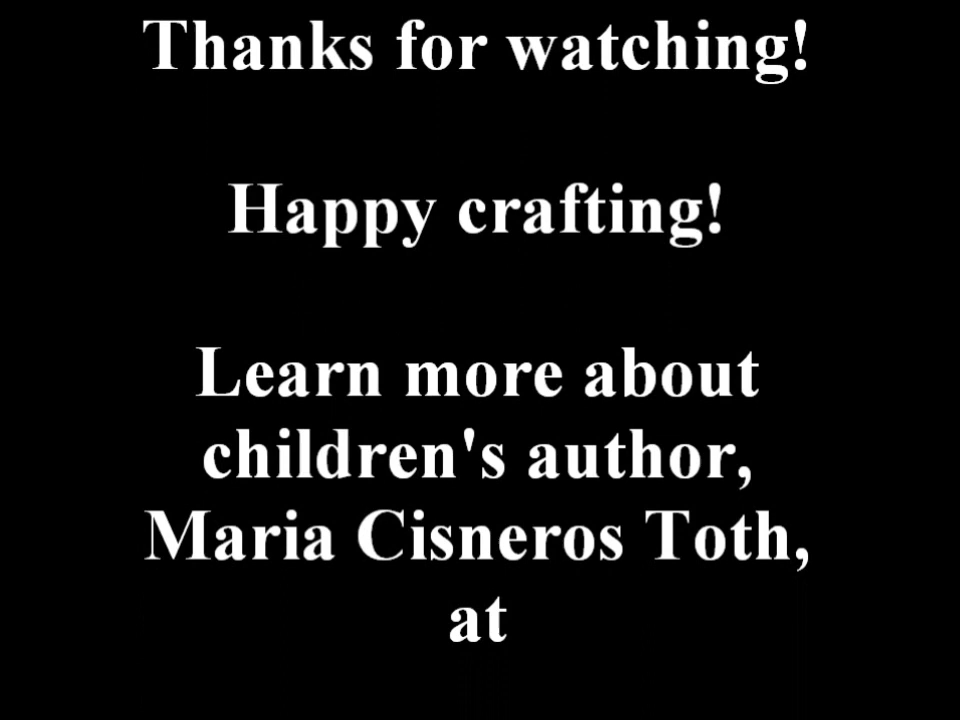 Thanks for watching!
Happy crafting!
Learn more about
children's author,
Maria Cisneros Toth,
at